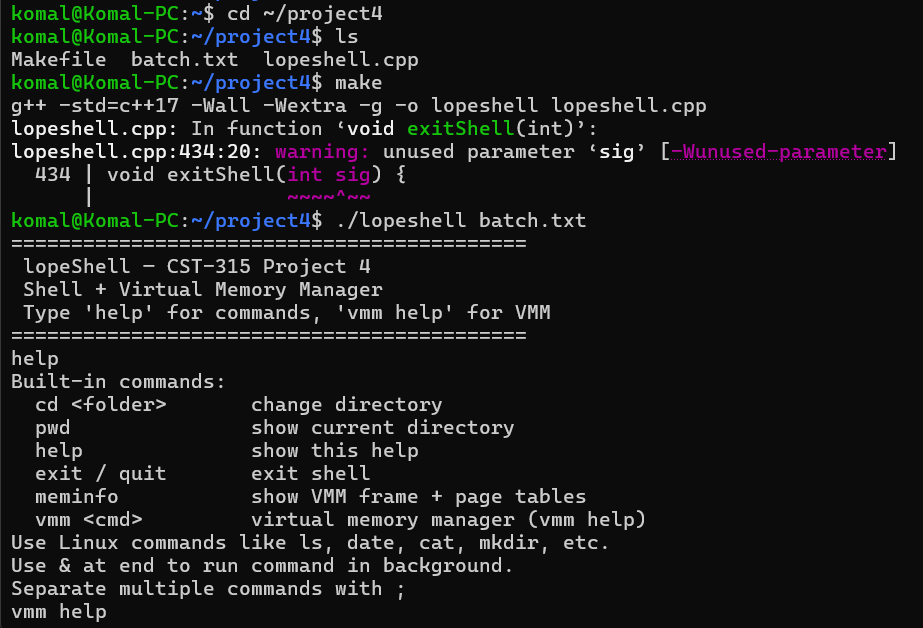 komal@Komal-PC:~$ cd ~/project4
komal@Komal-PC:~/project4$ ls
Makefile  batch.txt  lopeshell.cpp
komal@Komal-PC:~/project4$ make
g++ -std=c++17 -Wall -Wextra -g -o lopeshell lopeshell.cpp
lopeshell.cpp: In function ‘void exitShell(int)’:
lopeshell.cpp:434:20: warning: unused parameter ‘sig’ [-Wunused-parameter]
  434 | void exitShell(int sig) {
      |                ~~~~^~~
komal@Komal-PC:~/project4$ ./lopeshell batch.txt
===========================================
 lopeShell - CST-315 Project 4
 Shell + Virtual Memory Manager
 Type 'help' for commands, 'vmm help' for VMM
===========================================
help
Built-in commands:
  cd <folder>       change directory
  pwd               show current directory
  help              show this help
  exit / quit       exit shell
  meminfo           show VMM frame + page tables
  vmm <cmd>         virtual memory manager (vmm help)
Use Linux commands like ls, date, cat, mkdir, etc.
Use & at end to run command in background.
Separate multiple commands with ;
vmm help